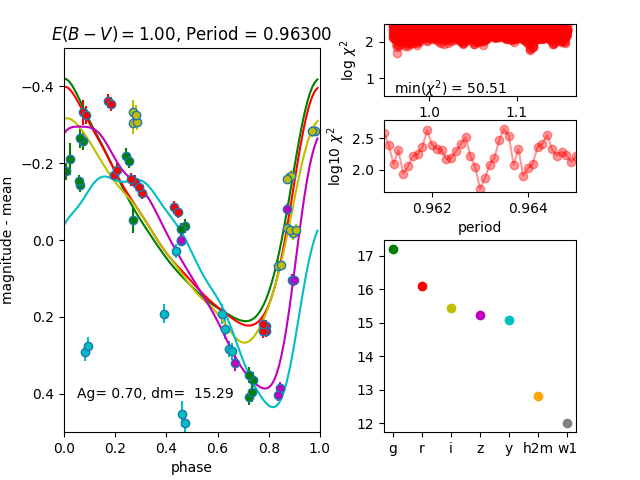 E(B − V) = 1.00, Period = 0.96300
magnitude - mean
−0.4
−0.2
0.0
0.2
0.4
Ag= 0.70, dm=  15.29
0.0 0.2 0.4 0.6 0.8 1.0
phase
log χ²
2
1
min(χ²) = 50.51
1.0 1.1
log10 χ²
2.5
2.0
0.962 0.964
period
17
16
15
14
13
12
g r i z y h2m w1